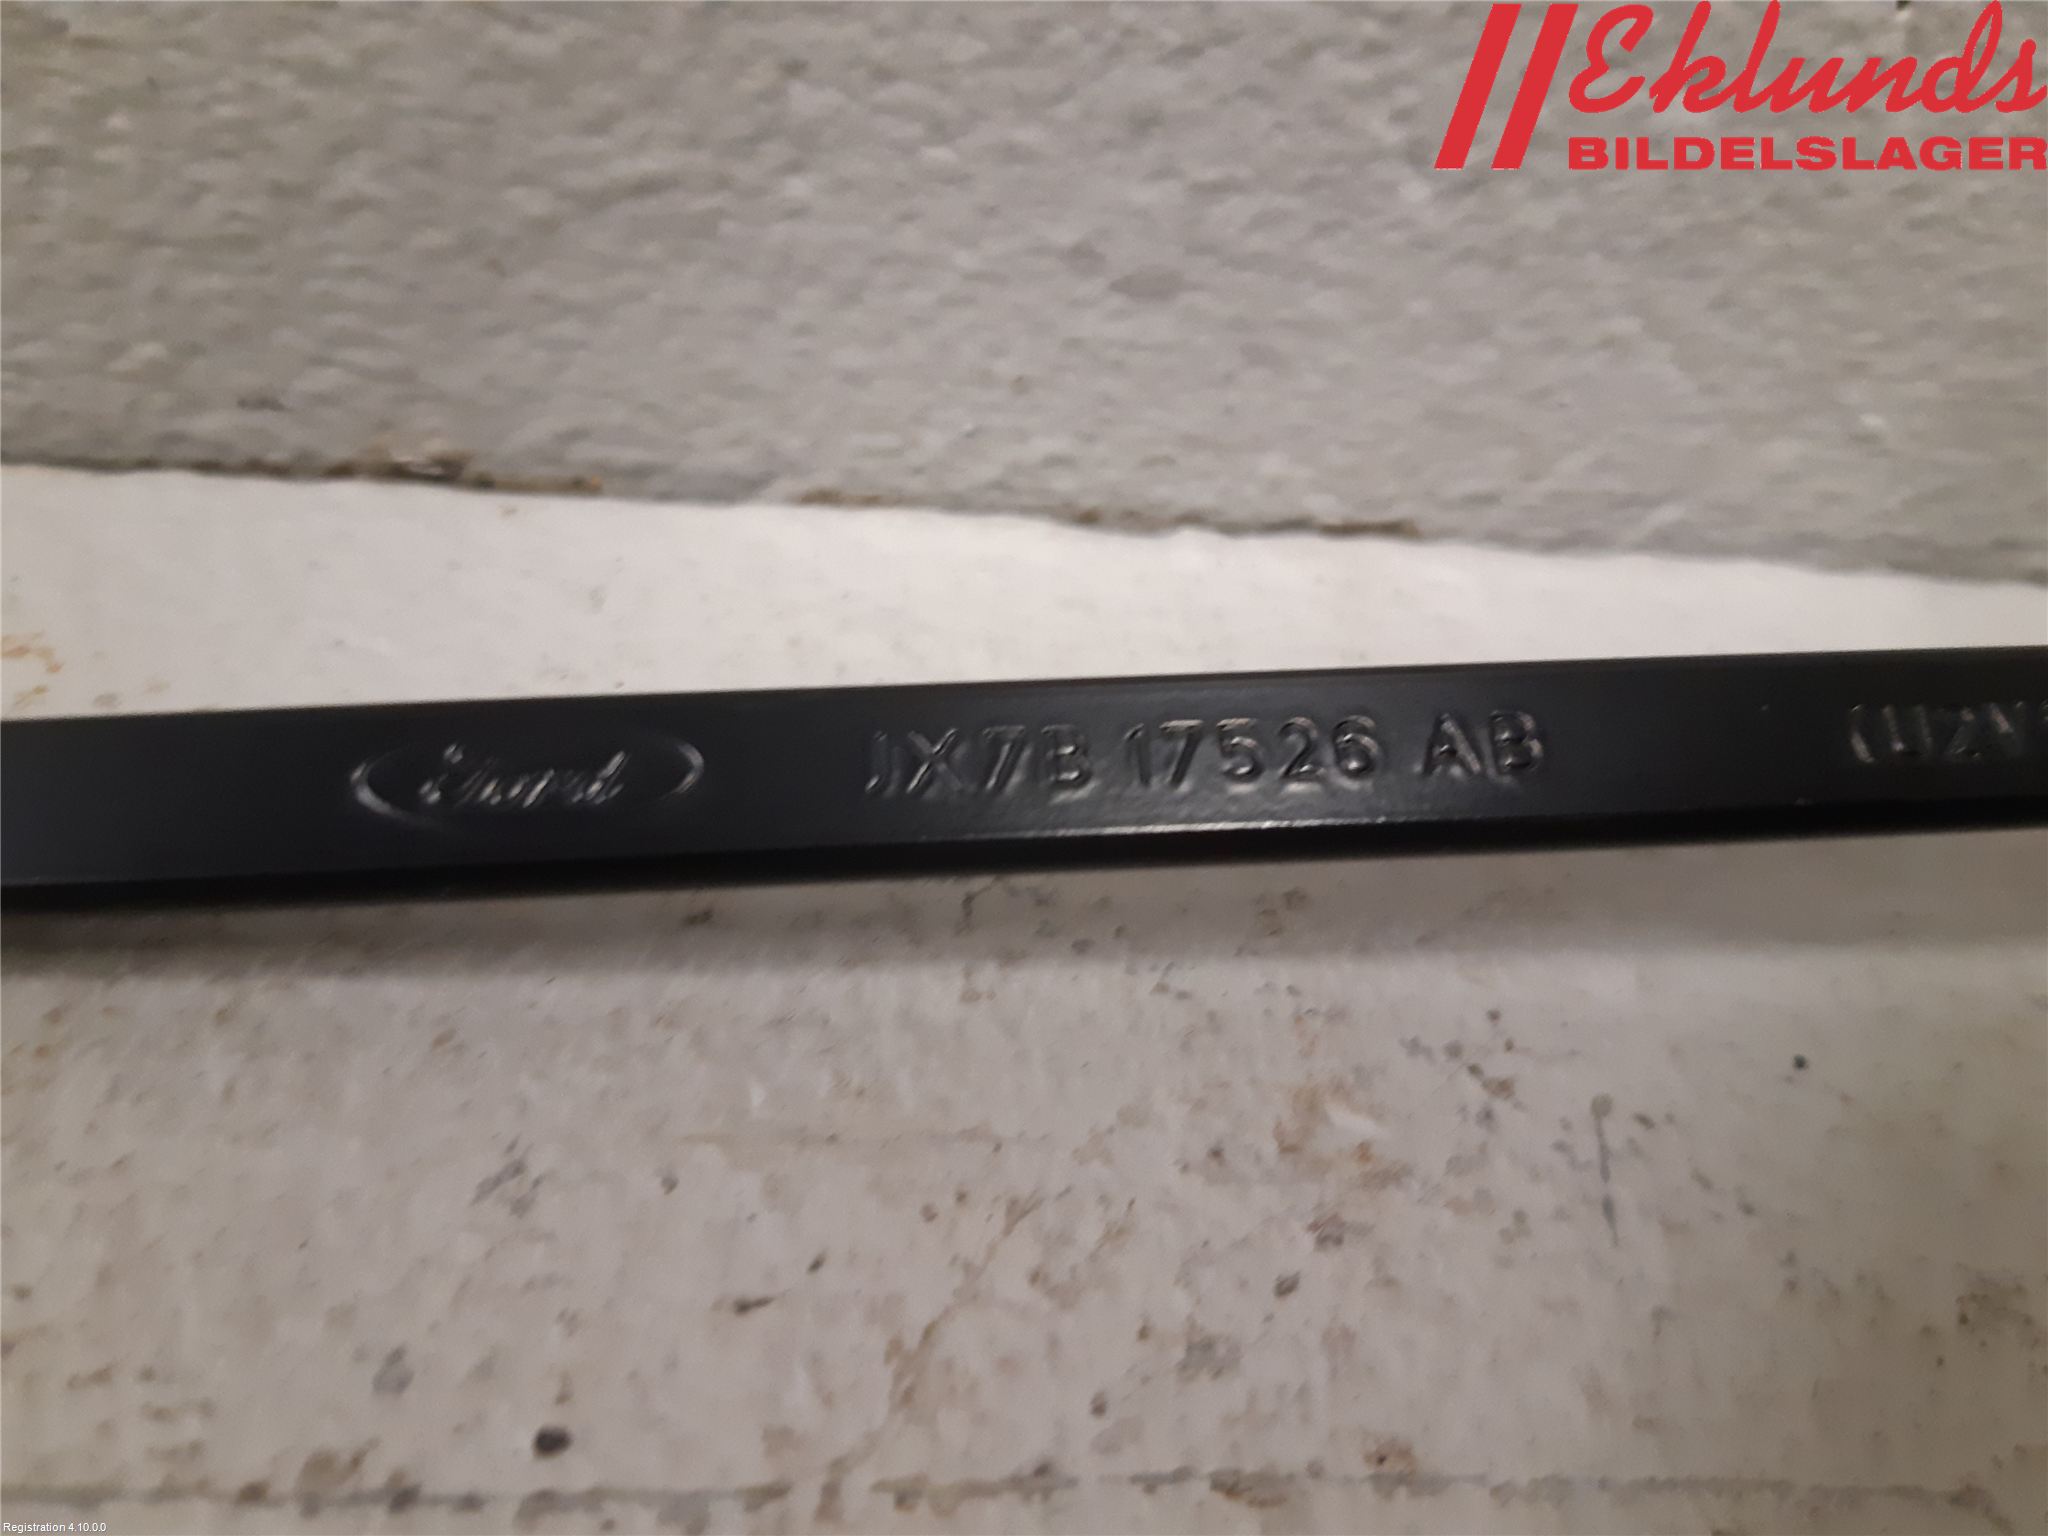 Eklunds
BILDELSLAGER
Ford JX7B 17526 AB
Registration 4.10.0.0